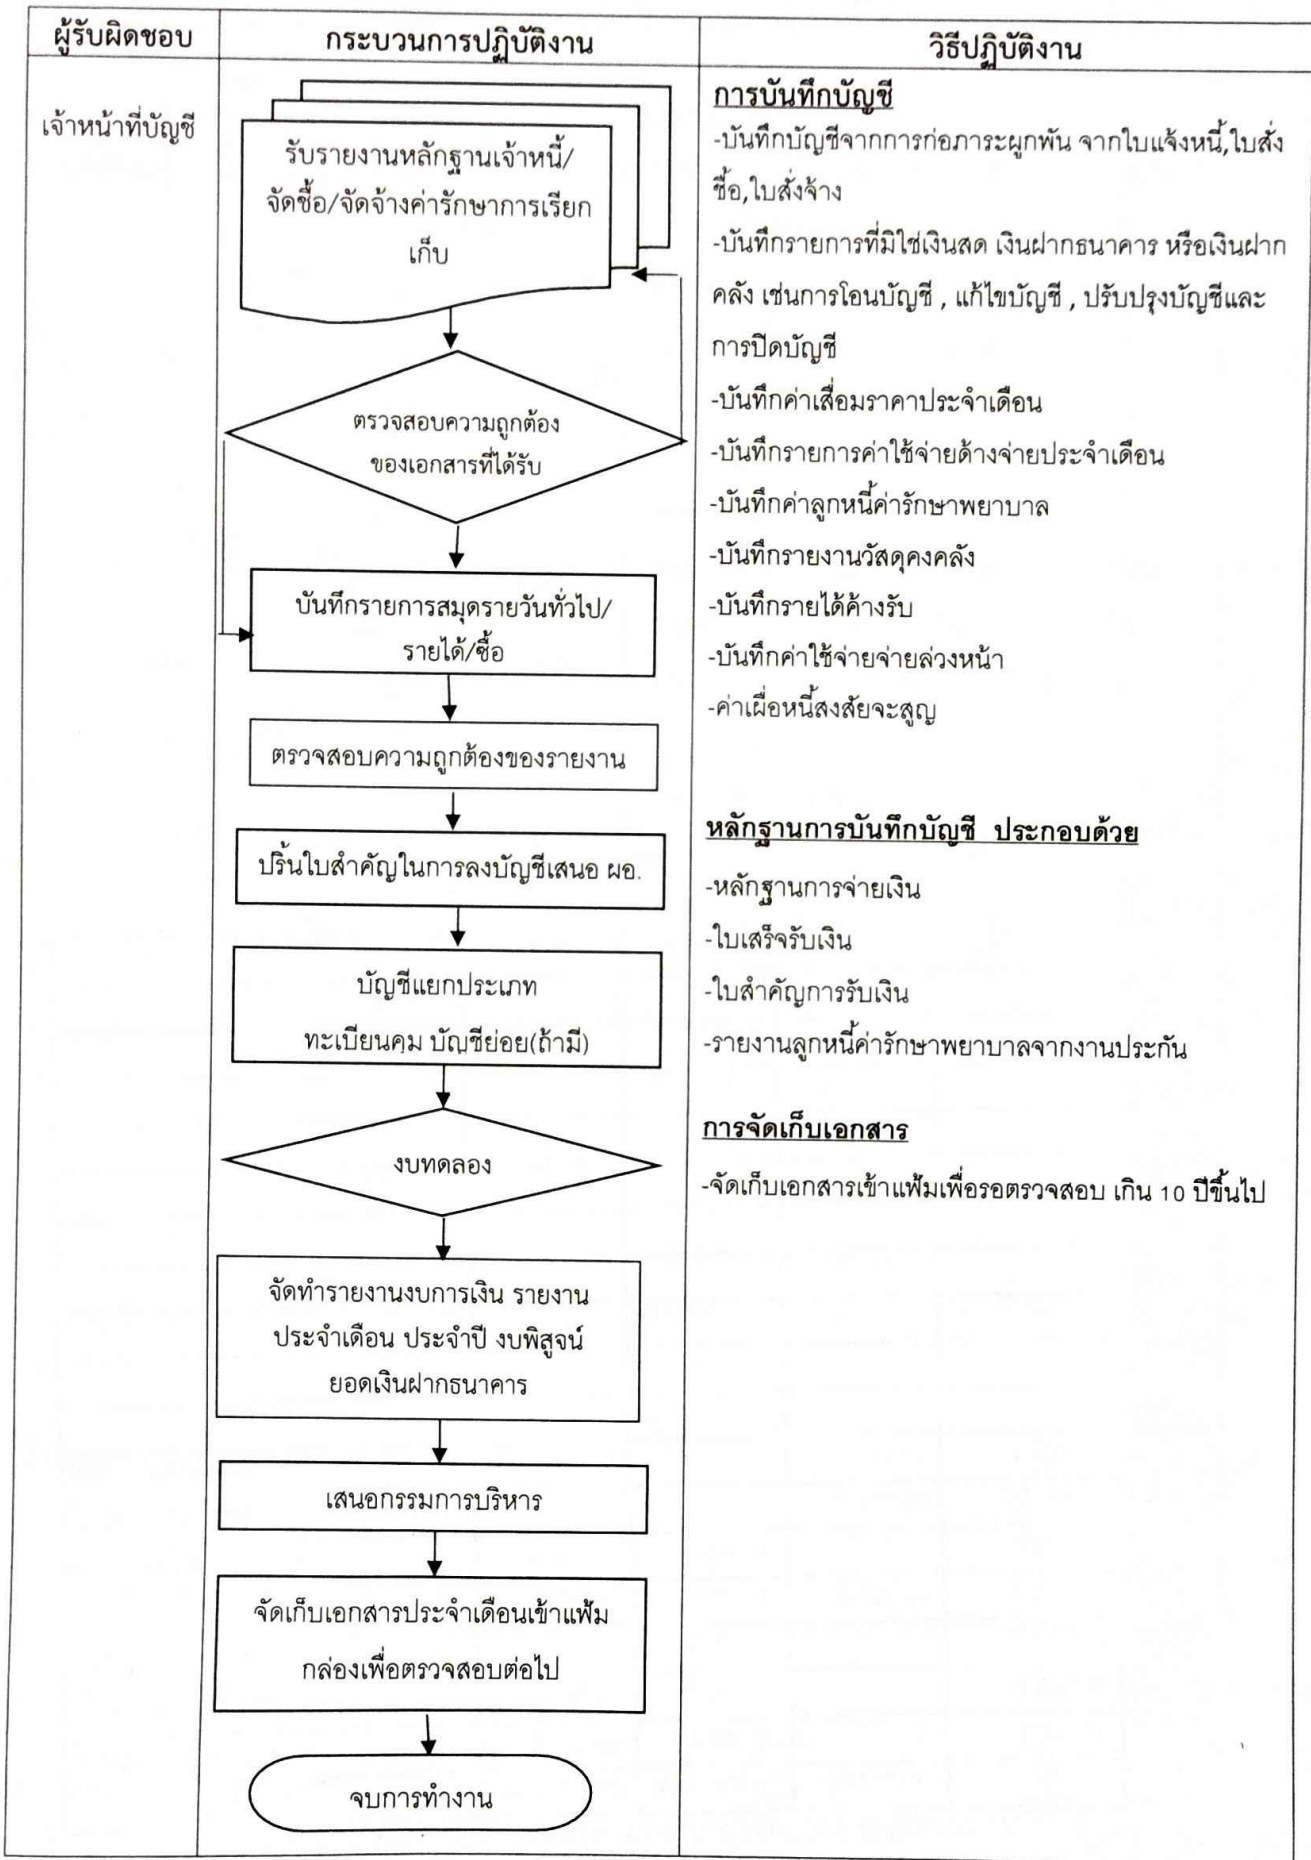 ผู้รับผิดชอบ
กระบวนการปฏิบัติงาน
วิธีปฏิบัติงาน
เจ้าหน้าที่บัญชี
รับรายงานหลักฐานเจ้าหนี้/
จัดซื้อ/จัดจ้างค่ารักษาการเรียก
เก็บ
ตรวจสอบความถูกต้อง
ของเอกสารที่ได้รับ
บันทึกรายการสมุดรายวันทั่วไป/
รายได้/ซื้อ
ตรวจสอบความถูกต้องของรายงาน
ปริ้นใบสำคัญในการลงบัญชีเสนอ ผอ.
บัญชีแยกประเภท
ทะเบียนคุม บัญชีย่อย(ถ้ามี)
งบทดลอง
จัดทำรายงานงบการเงิน รายงาน
ประจำเดือน ประจำปี งบพิสูจน์
ยอดเงินฝากธนาคาร
เสนอกรรมการบริหาร
จัดเก็บเอกสารประจำเดือนเข้าแฟ้ม
กล่องเพื่อตรวจสอบต่อไป
จบการทำงาน
การบันทึกบัญชี
-บันทึกบัญชีจากการก่อภาระผูกพัน จากใบแจ้งหนี้,ใบสั่ง
ซื้อ,ใบสั่งจ้าง
-บันทึกรายการที่มิใช่เงินสด เงินฝากธนาคาร หรือเงินฝาก
คลัง เช่นการโอนบัญชี , แก้ไขบัญชี , ปรับปรุงบัญชีและ
การปิดบัญชี
-บันทึกค่าเสื่อมราคาประจำเดือน
-บันทึกรายการค่าใช้จ่ายด้างจ่ายประจำเดือน
-บันทึกค่าลูกหนี้ค่ารักษาพยาบาล
-บันทึกรายงานวัสดุคงคลัง
-บันทึกรายได้ค้างรับ
-บันทึกค่าใช้จ่ายจ่ายล่วงหน้า
-ค่าเผื่อหนี้สงสัยจะสูญ
หลักฐานการบันทึกบัญชี ประกอบด้วย
-หลักฐานการจ่ายเงิน
-ใบเสร็จรับเงิน
-ใบสำคัญการรับเงิน
-รายงานลูกหนี้ค่ารักษาพยาบาลจากงานประกัน
การจัดเก็บเอกสาร
-จัดเก็บเอกสารเข้าแฟ้มเพื่อรอตรวจสอบ เกิน 10 ปีขึ้นไป